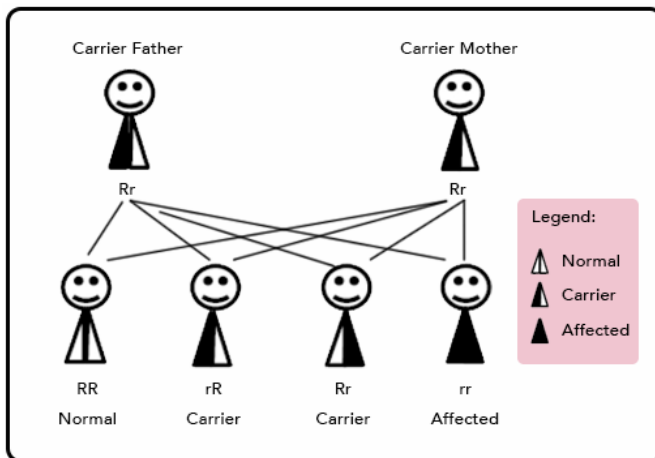 Carrier Father
Carrier Mother
Rr
Rr
Legend:
Normal
Carrier
Affected
RR
rR
Rr
rr
Normal
Carrier
Carrier
Affected